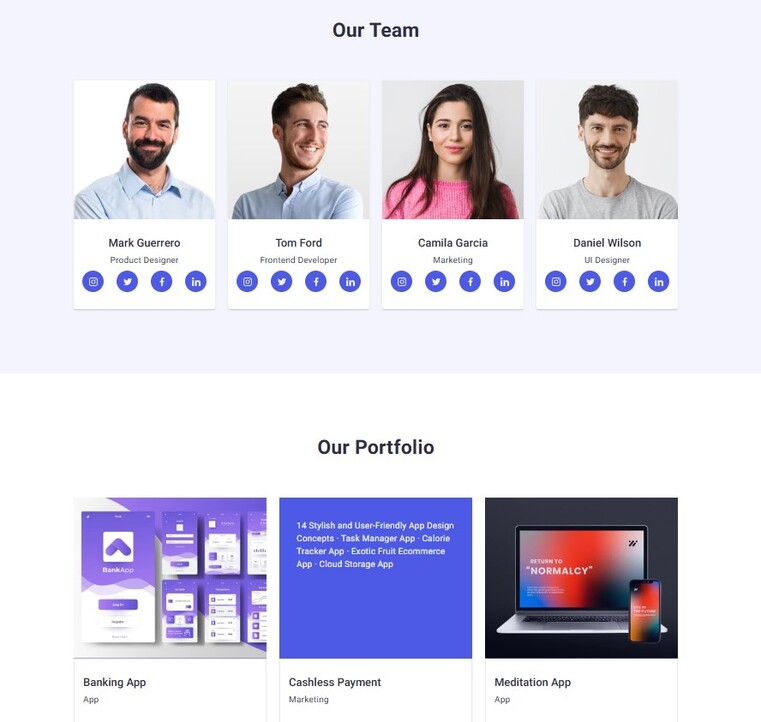 Our Team
Mark Guerrero
Product Designer
Tom Ford
Frontend Developer
Camila Garcia
Marketing
Daniel Wilson
UI Designer
Our Portfolio
BankApp
Log In
14 Stylish and User-Friendly App Design
Concepts · Task Manager App · Calorie
Tracker App · Exotic Fruit Ecommerce
App · Cloud Storage App
RETURN TO
"NORMALCY"
Banking App
App
Cashless Payment
Marketing
Meditation App
App